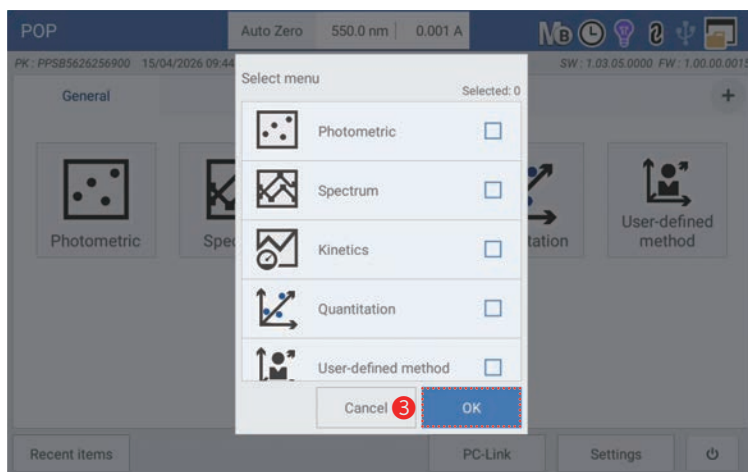 POP
Auto Zero 550.0 nm 0.001 A
PK : PPSB5626256900 15/04/2026 09:44
SW : 1.03.05.0000 FW : 1.00.00.0015
General
+
Select menu
Selected: 0
Photometric
Spectrum
Kinetics
Quantitation
User-defined method
Photometric
Spec
tation
User-defined
method
Cancel
3
OK
Recent items
PC-Link
Settings